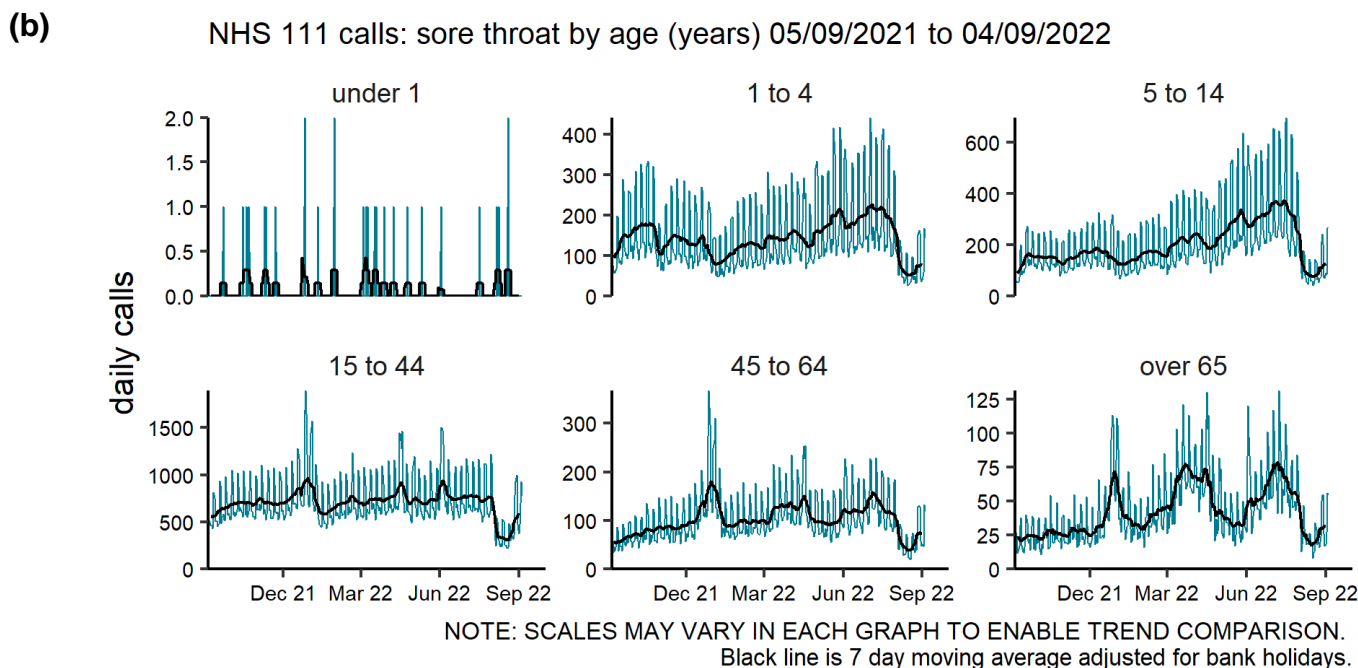 (b)
NHS 111 calls: sore throat by age (years) 05/09/2021 to 04/09/2022
under 1
1 to 4
5 to 14
2.0
1.5
1.0
0.5
0.0
400
300
200
100
0
600
400
200
0
daily calls
15 to 44
45 to 64
over 65
1500
1000
500
0
300
200
100
0
125
100
75
50
25
0
Dec 21 Mar 22 Jun 22 Sep 22
Dec 21 Mar 22 Jun 22 Sep 22
Dec 21 Mar 22 Jun 22 Sep 22
NOTE: SCALES MAY VARY IN EACH GRAPH TO ENABLE TREND COMPARISON.
Black line is 7 day moving average adjusted for bank holidays.